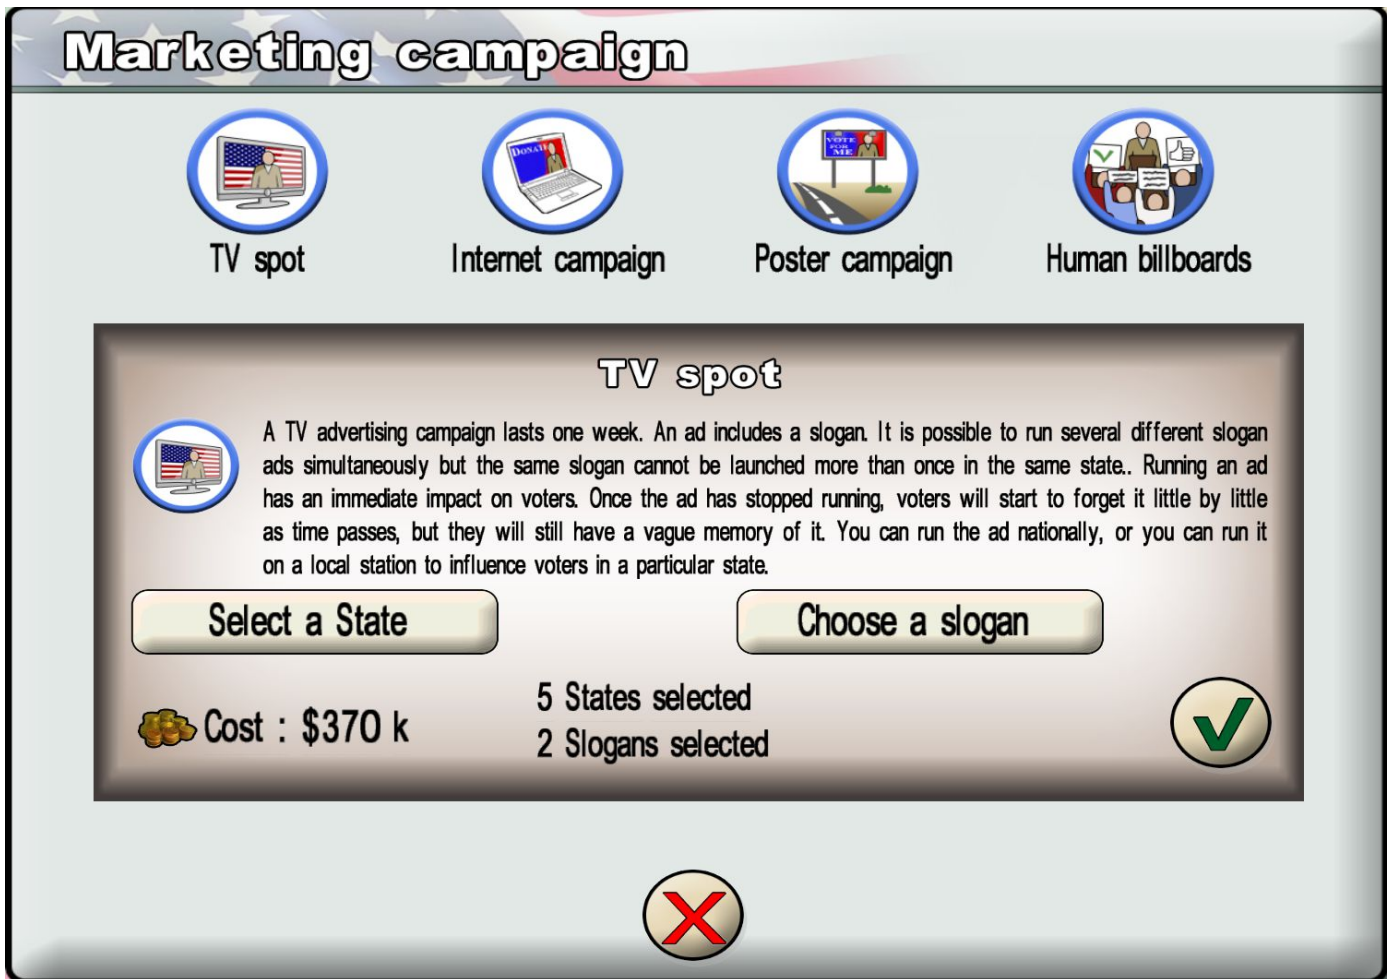 Marketing campaign
DONATE
VOTE
FOR
ME
TV spot
Internet campaign
Poster campaign
Human billboards
TV spot
A TV advertising campaign lasts one week. An ad includes a slogan. It is possible to run several different slogan
ads simultaneously but the same slogan cannot be launched more than once in the same state.. Running an ad
has an immediate impact on voters. Once the ad has stopped running, voters will start to forget it little by little
as time passes, but they will still have a vague memory of it. You can run the ad nationally, or you can run it
on a local station to influence voters in a particular state.
Select a State
Choose a slogan
Cost : $370 k
5 States selected
2 Slogans selected